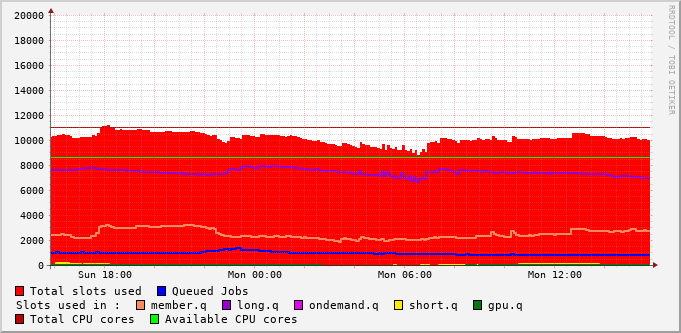 20000
18000
16000
14000
12000
10000
8000
6000
4000
2000
0
Sun 18:00 Mon 00:00 Mon 06:00 Mon 12:00
Total slots used Queued Jobs
Slots used in : member.q long.q ondemand.q short.q gpu.q
Total CPU cores Available CPU cores
RRDTOOL / TOBI OETIKER